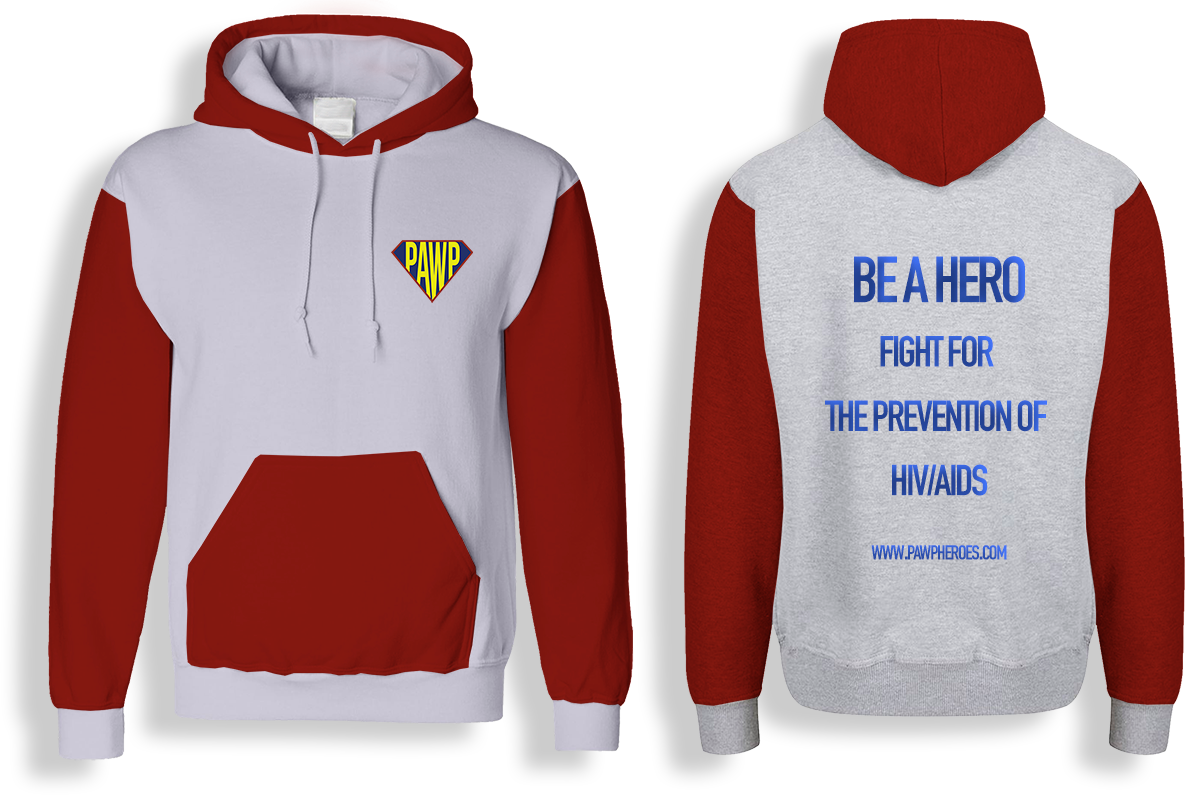 PAWP
BE A HERO
FIGHT FOR
THE PREVENTION OF
HIV/AIDS
WWW.PAWPHEROES.COM